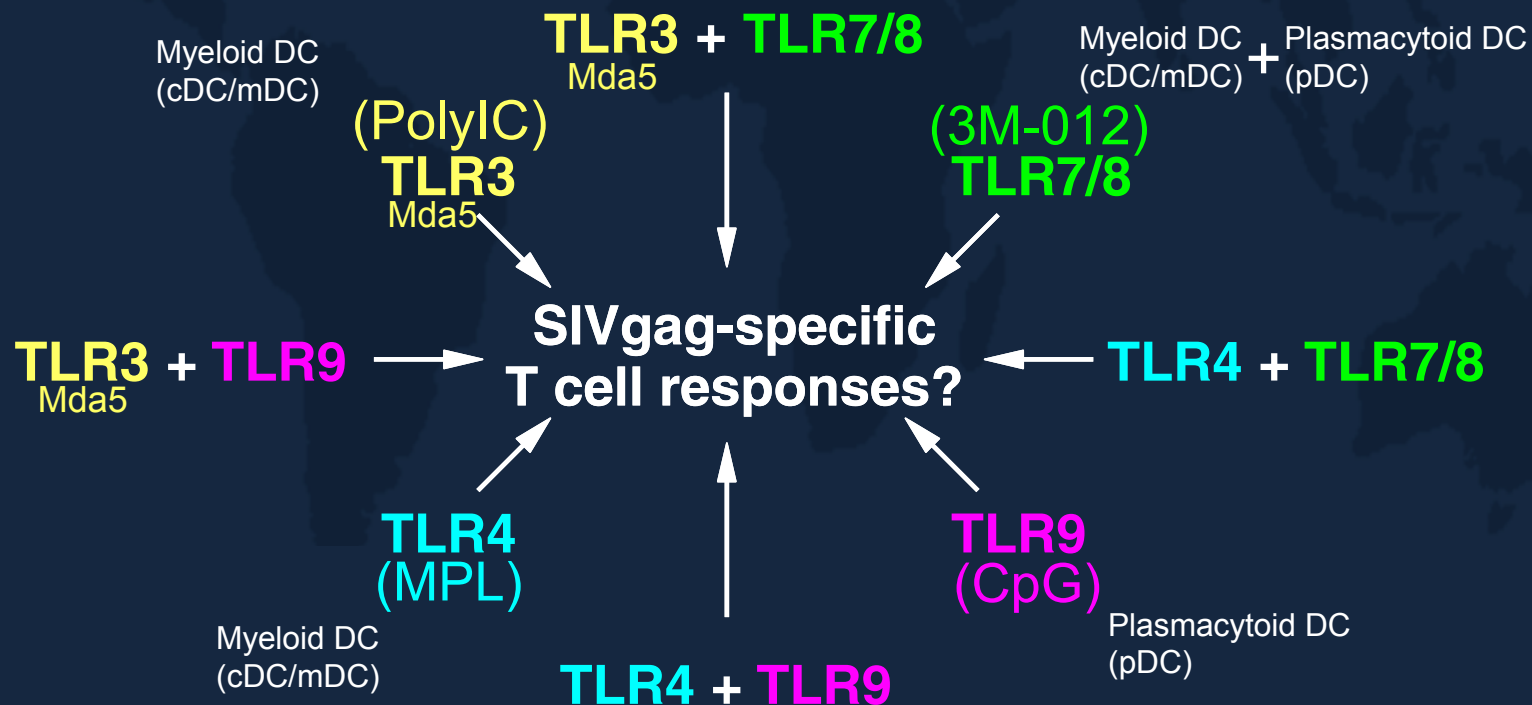 TLR3 + TLR7/8
Mda5
Myeloid DC
(cDC/mDC)
Myeloid DC
(cDC/mDC)
+
Plasmacytoid DC
(pDC)
(PolyIC)
TLR3
Mda5
(3M-012)
TLR7/8
SIVgag-specific
T cell responses?
TLR3 + TLR9
Mda5
TLR4 + TLR7/8
TLR4
(MPL)
TLR9
(CpG)
Myeloid DC
(cDC/mDC)
Plasmacytoid DC
(pDC)
TLR4 + TLR9